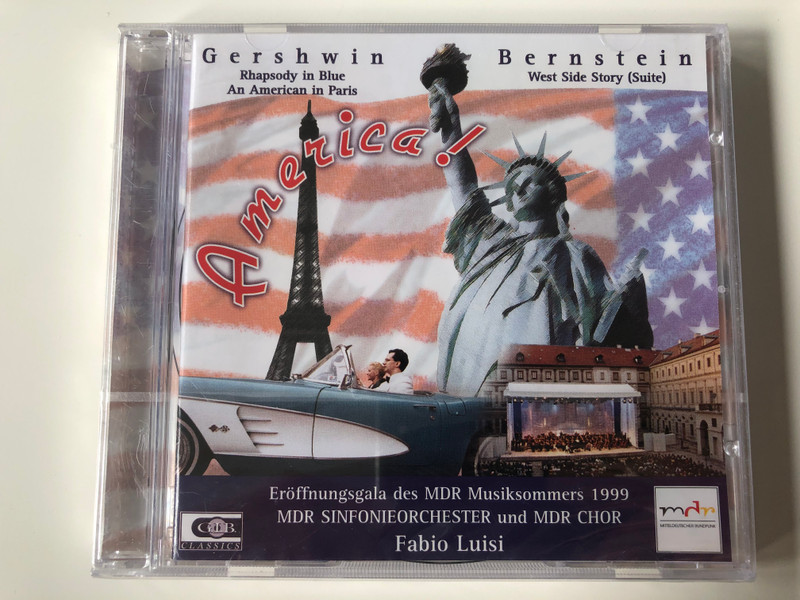 Gershwin
Rhapsody in Blue
An American in Paris
Bernstein
West Side Story (Suite)
America!
Eröffnungsgala des MDR Musiksommers 1999
MDR SINFONIEORCHESTER und MDR CHOR
Fabio Luisi
CLASSICS
mdr
MITTELDEUTSCHER RUNDFUNK